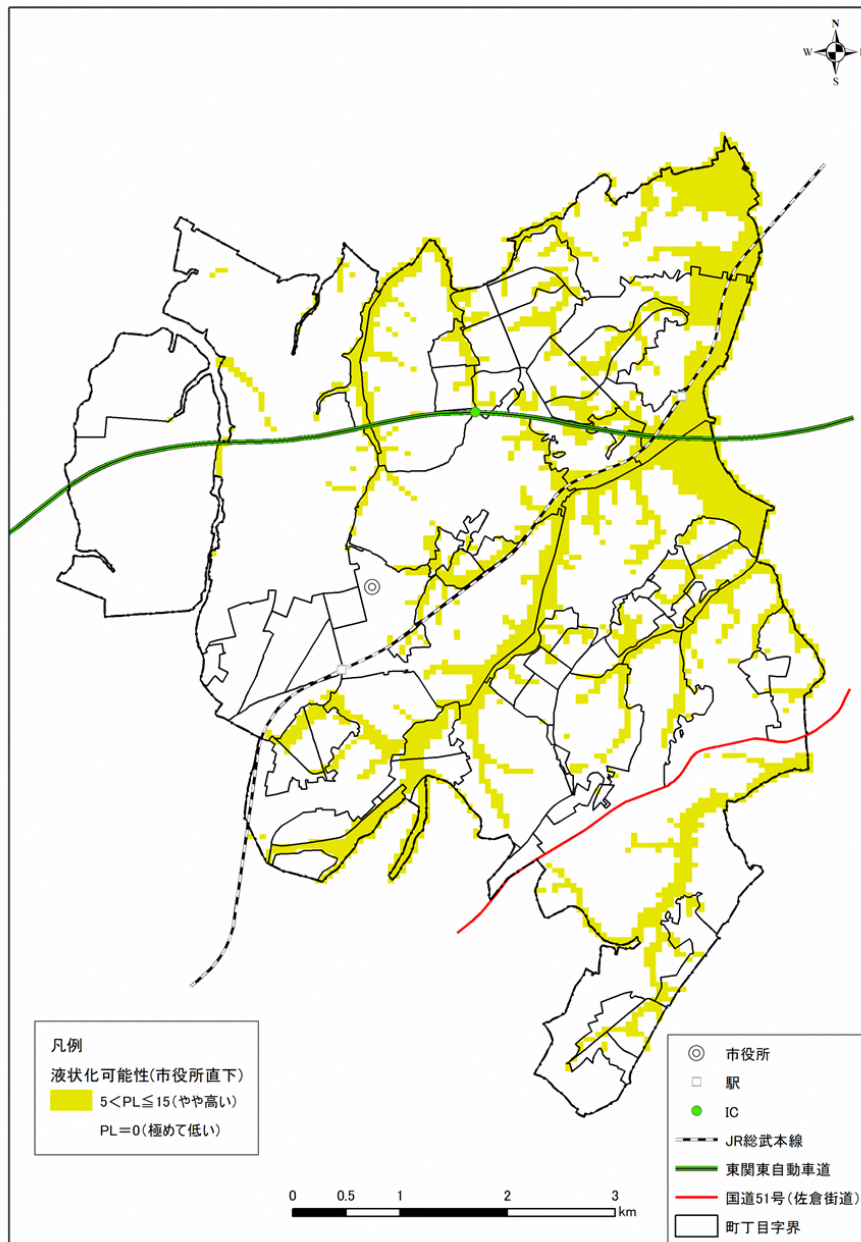 N
W
S
凡例
液状化可能性(市役所直下)
5<PL≦15(やや高い)
PL=0(極めて低い)
市役所
駅
IC
JR総武本線
東関東自動車道
国道51号(佐倉街道)
町丁目字界
0 0.5 1 2 3
km